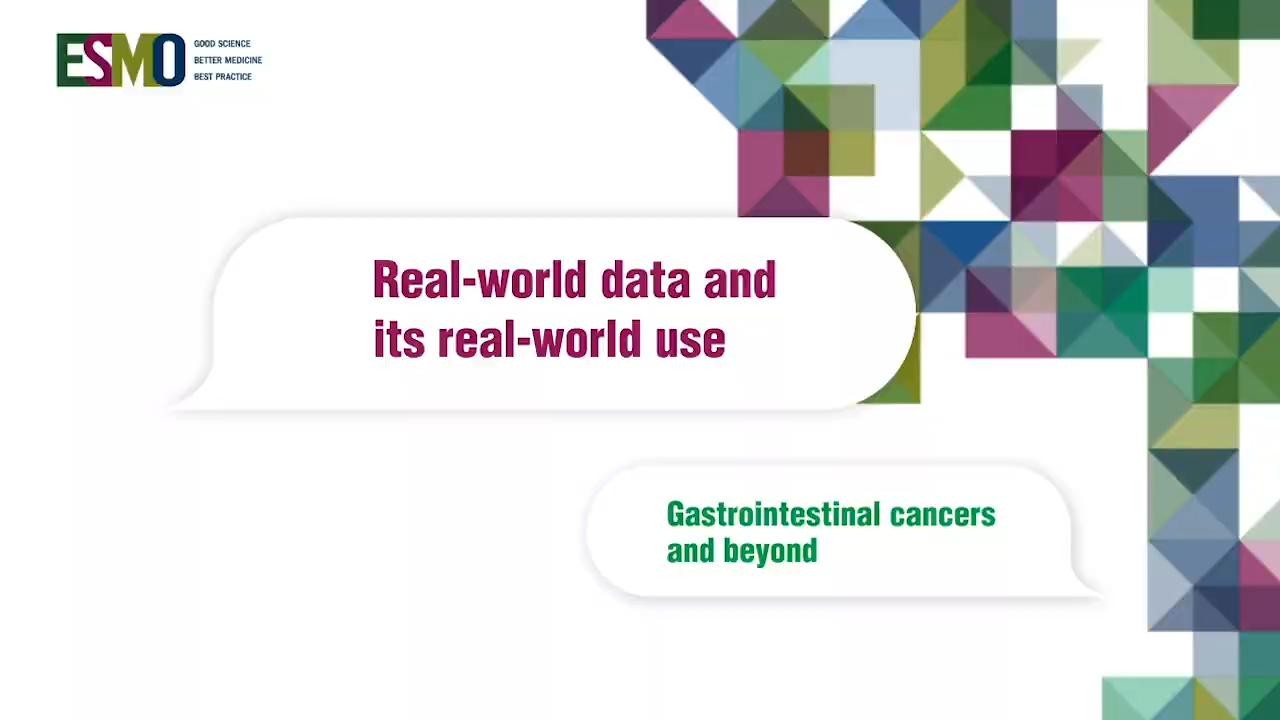 ESMO
GOOD SCIENCE
BETTER MEDICINE
BEST PRACTICE
Real-world data and
its real-world use
Gastrointestinal cancers
and beyond